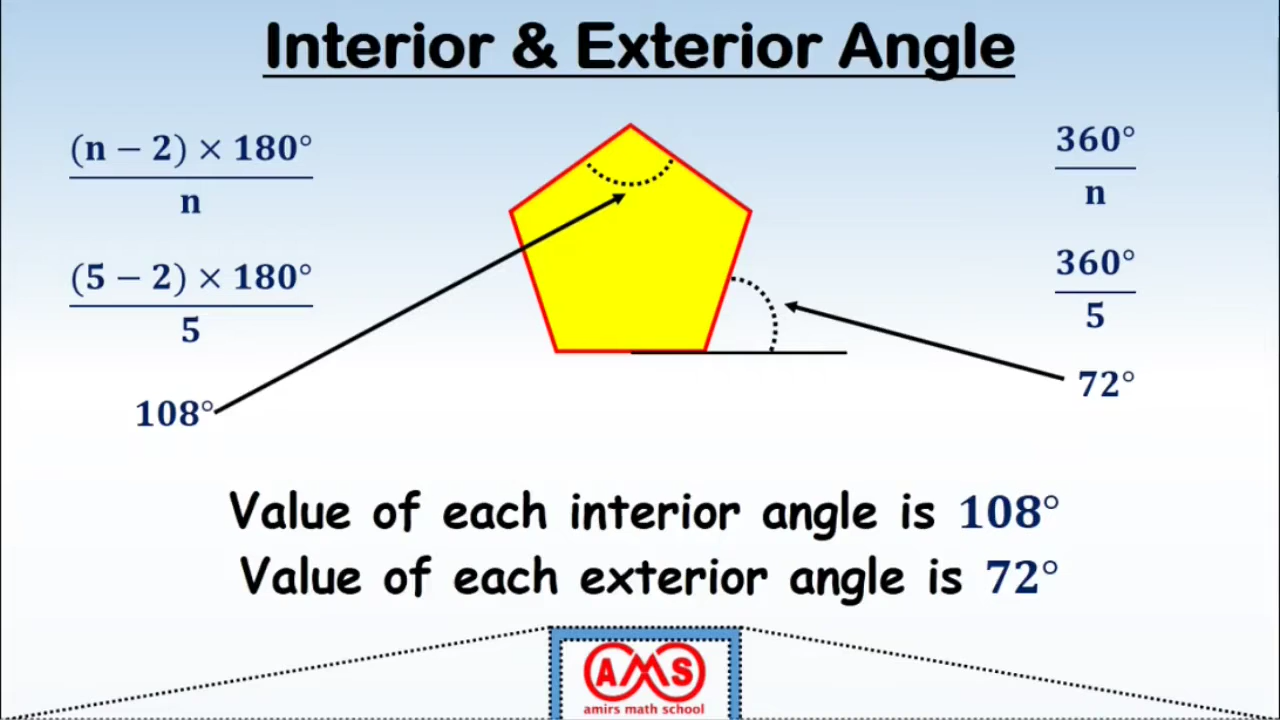 Interior & Exterior Angle
(n − 2) × 180°
n
(5 − 2) × 180°
5
108°
360°
n
360°
5
72°
Value of each interior angle is 108°
Value of each exterior angle is 72°
AMS
amirs math school